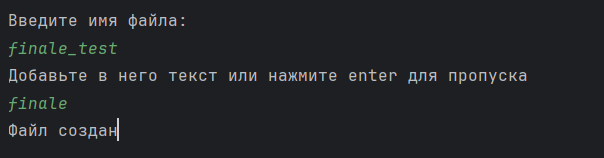 Введите имя файла:
finale_test
Добавьте в него текст или нажмите enter для пропуска
finale
Файл создан